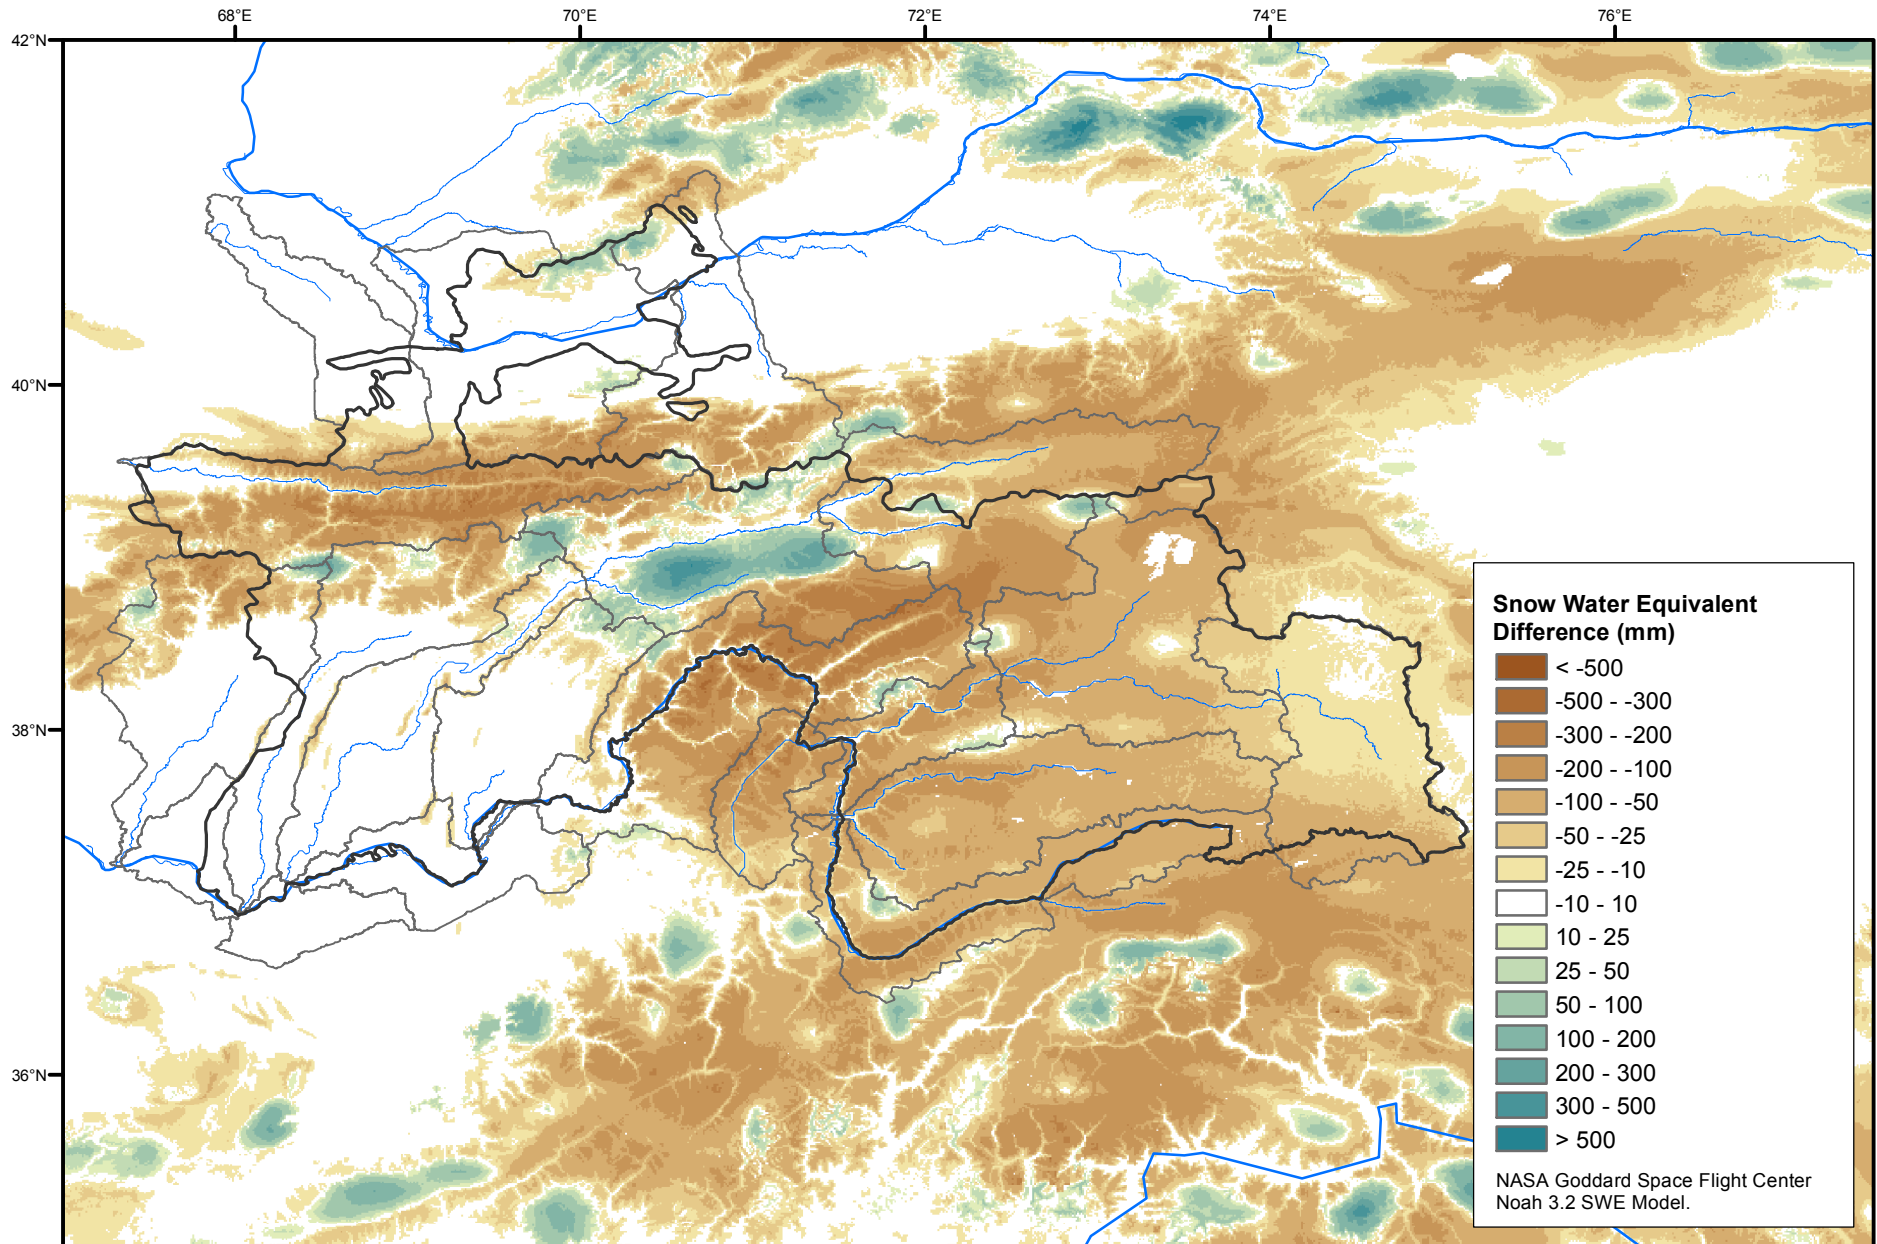 68°E
70°E
72°E
74°E
76°E
42°N
40°N
38°N
36°N
Snow Water Equivalent
Difference (mm)
< -500
-500 - -300
-300 - -200
-200 - -100
-100 - -50
-50 - -25
-25 - -10
-10 - 10
10 - 25
25 - 50
50 - 100
100 - 200
200 - 300
300 - 500
> 500
NASA Goddard Space Flight Center
Noah 3.2 SWE Model.